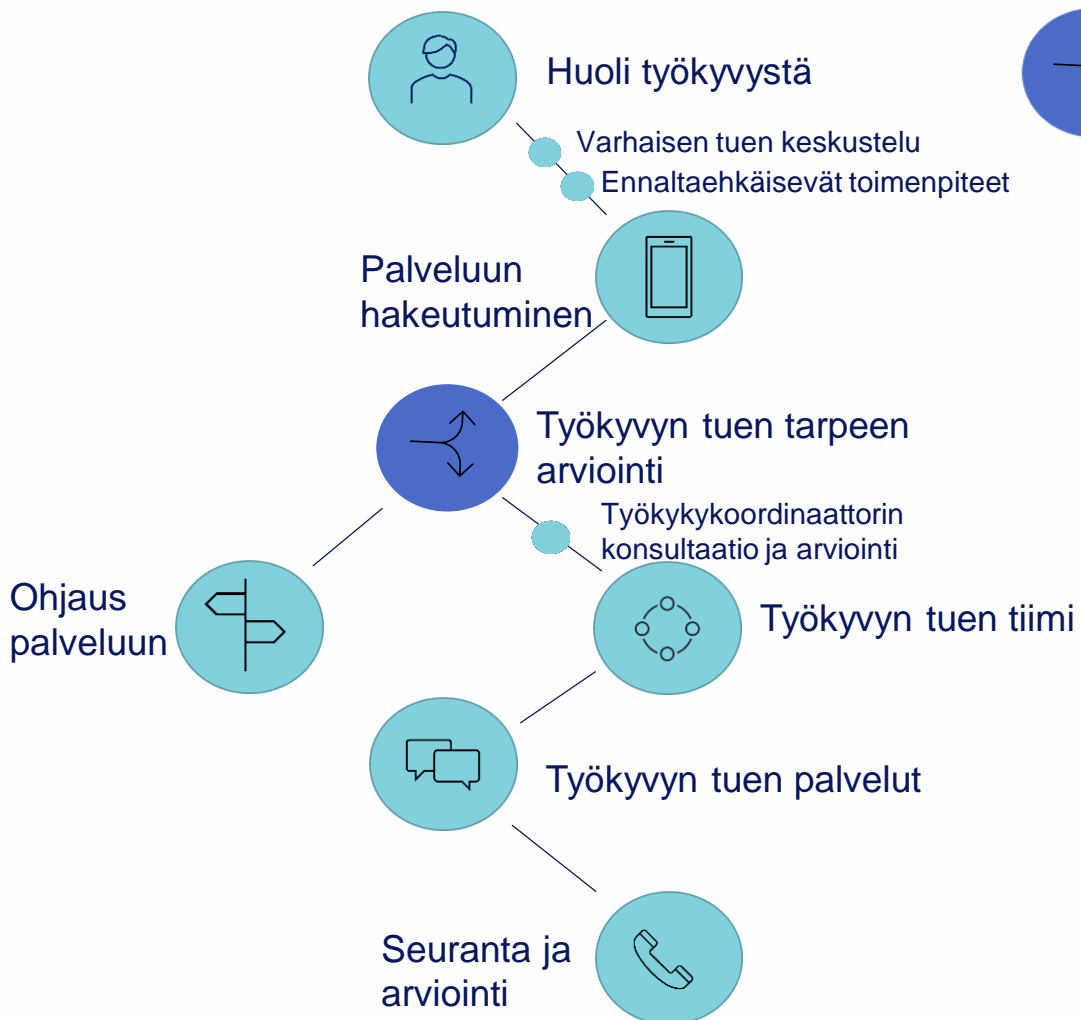 Huoli työkyvystä
Varhaisen tuen keskustelu
Ennaltaehkäisevät toimenpiteet
Palveluun
hakeutuminen
Työkyvyn tuen tarpeen
arviointi
Työkykykoordinaattorin
konsultaatio ja arviointi
Ohjaus
palveluun
Työkyvyn tuen tiimi
Työkyvyn tuen palvelut
Seuranta ja
arviointi